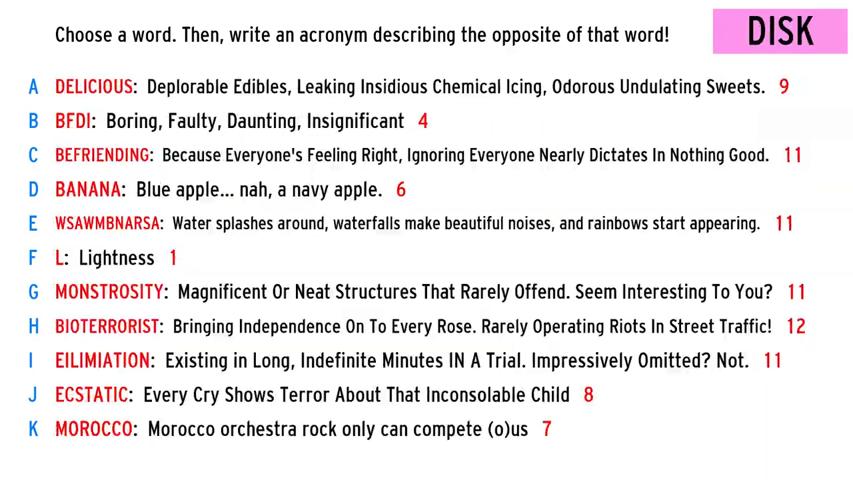 Choose a word. Then, write an acronym describing the opposite of that word!
DISK
A DELICIOUS: Deplorable Edibles, Leaking Insidious Chemical Icing, Odorous Undulating Sweets. 9
B BFDI: Boring, Faulty, Daunting, Insignificant 4
C BEFRIENDING: Because Everyone's Feeling Right, Ignoring Everyone Nearly Dictates In Nothing Good. 11
D BANANA: Blue apple... nah, a navy apple. 6
E WSAWMBNARSA: Water splashes around, waterfalls make beautiful noises, and rainbows start appearing. 11
F L: Lightness 1
G MONSTROSITY: Magnificent Or Neat Structures That Rarely Offend. Seem Interesting To You? 11
H BIOTERRORIST: Bringing Independence On To Every Rose. Rarely Operating Riots In Street Traffic! 12
I EILIMIATION: Existing in Long, Indefinite Minutes IN A Trial. Impressively Omitted? Not. 11
J ECSTATIC: Every Cry Shows Terror About That Inconsolable Child 8
K MOROCCO: Morocco orchestra rock only can compete (o)us 7